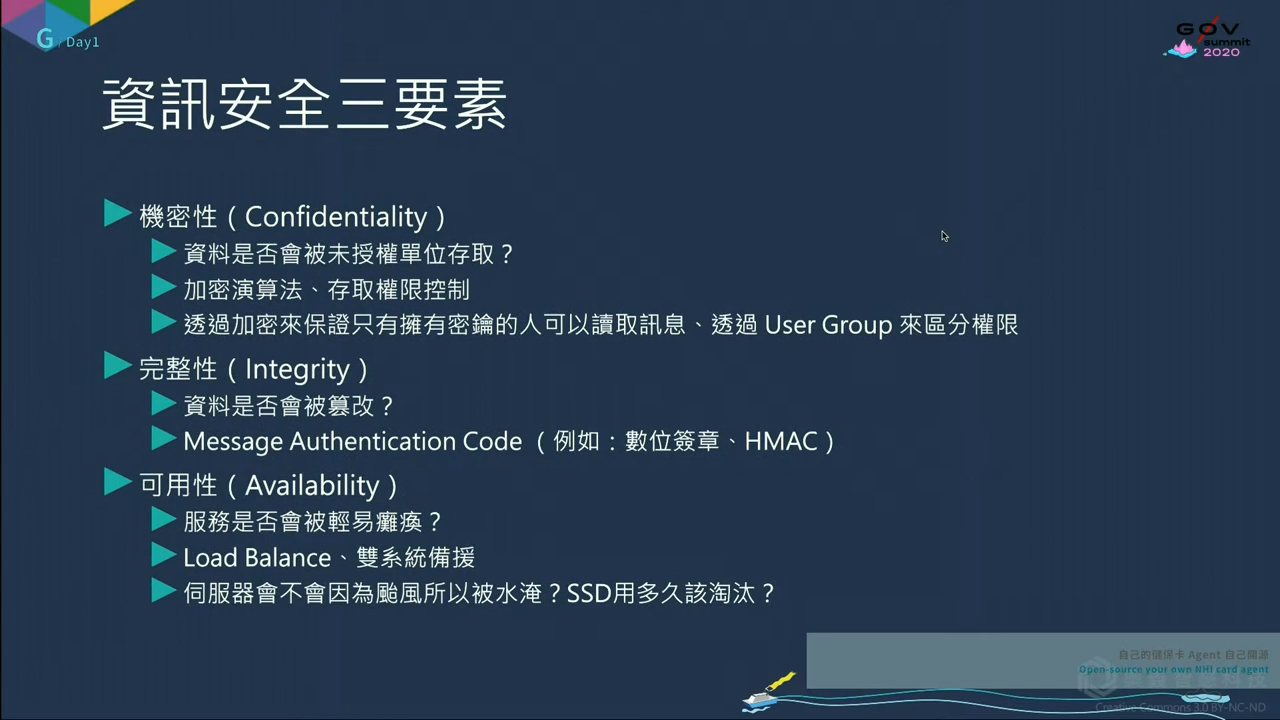 G / Day1
GOV
summit
2020
資訊安全三要素
機密性（Confidentiality）
資料是否會被未授權單位存取？
加密演算法、存取權限控制
透過加密來保證只有擁有密鑰的人可以讀取訊息、透過 User Group 來區分權限
完整性（Integrity）
資料是否會被篡改？
Message Authentication Code （例如：數位簽章、HMAC）
可用性（Availability）
服務是否會被輕易癱瘓？
Load Balance、雙系統備援
伺服器會不會因為颱風所以被水淹？SSD用多久該淘汰？
自己的健保卡 Agent 自己開源
Open-source your own NHI card agent
Creative Commons 3.0 BY-NC-ND